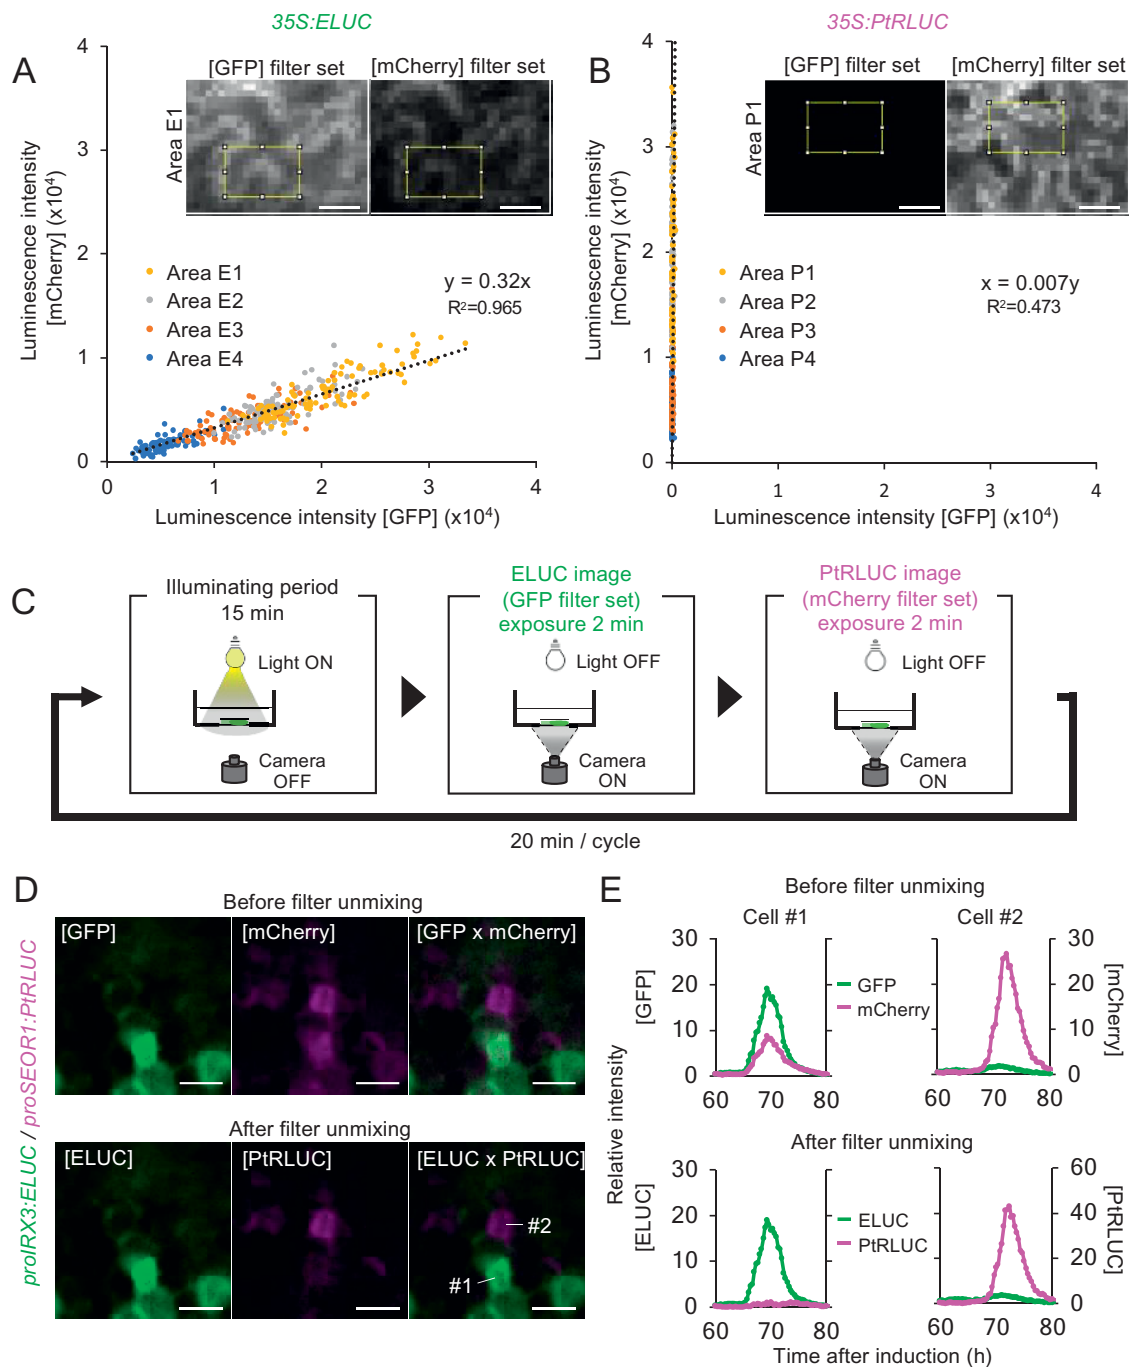 35S:ELUC
35S:PtRLUC
A
4
3
2
1
0
0
1
2
3
4
Luminescence intensity
[mCherry] (x10⁴)
[GFP] filter set
[mCherry] filter set
Area E1
Area E1
Area E2
Area E3
Area E4
y = 0.32x
R²=0.965
Luminescence intensity [GFP] (x10⁴)
B
4
3
2
1
0
0
1
2
3
4
Luminescence intensity
[mCherry] (x10⁴)
[GFP] filter set
[mCherry] filter set
Area P1
Area P1
Area P2
Area P3
Area P4
x = 0.007y
R²=0.473
Luminescence intensity [GFP] (x10⁴)
C
Illuminating period
15 min
Light ON
Camera
OFF
ELUC image
(GFP filter set)
exposure 2 min
Light OFF
Camera
ON
PtRLUC image
(mCherry filter set)
exposure 2 min
Light OFF
Camera
ON
20 min / cycle
D
proIRX3:ELUC / proSEOR1:PtRLUC
Before filter unmixing
[GFP]
[mCherry]
[GFP x mCherry]
After filter unmixing
[ELUC]
[PtRLUC]
[ELUC x PtRLUC]
#2
#1
E
Before filter unmixing
Cell #1
Cell #2
Relative intensity
[GFP]
30
20
10
0
60
70
80
GFP
mCherry
30
20
10
0
60
70
80
[mCherry]
After filter unmixing
[ELUC]
30
20
10
0
60
70
80
ELUC
PtRLUC
60
40
20
0
60
70
80
[PtRLUC]
Time after induction (h)